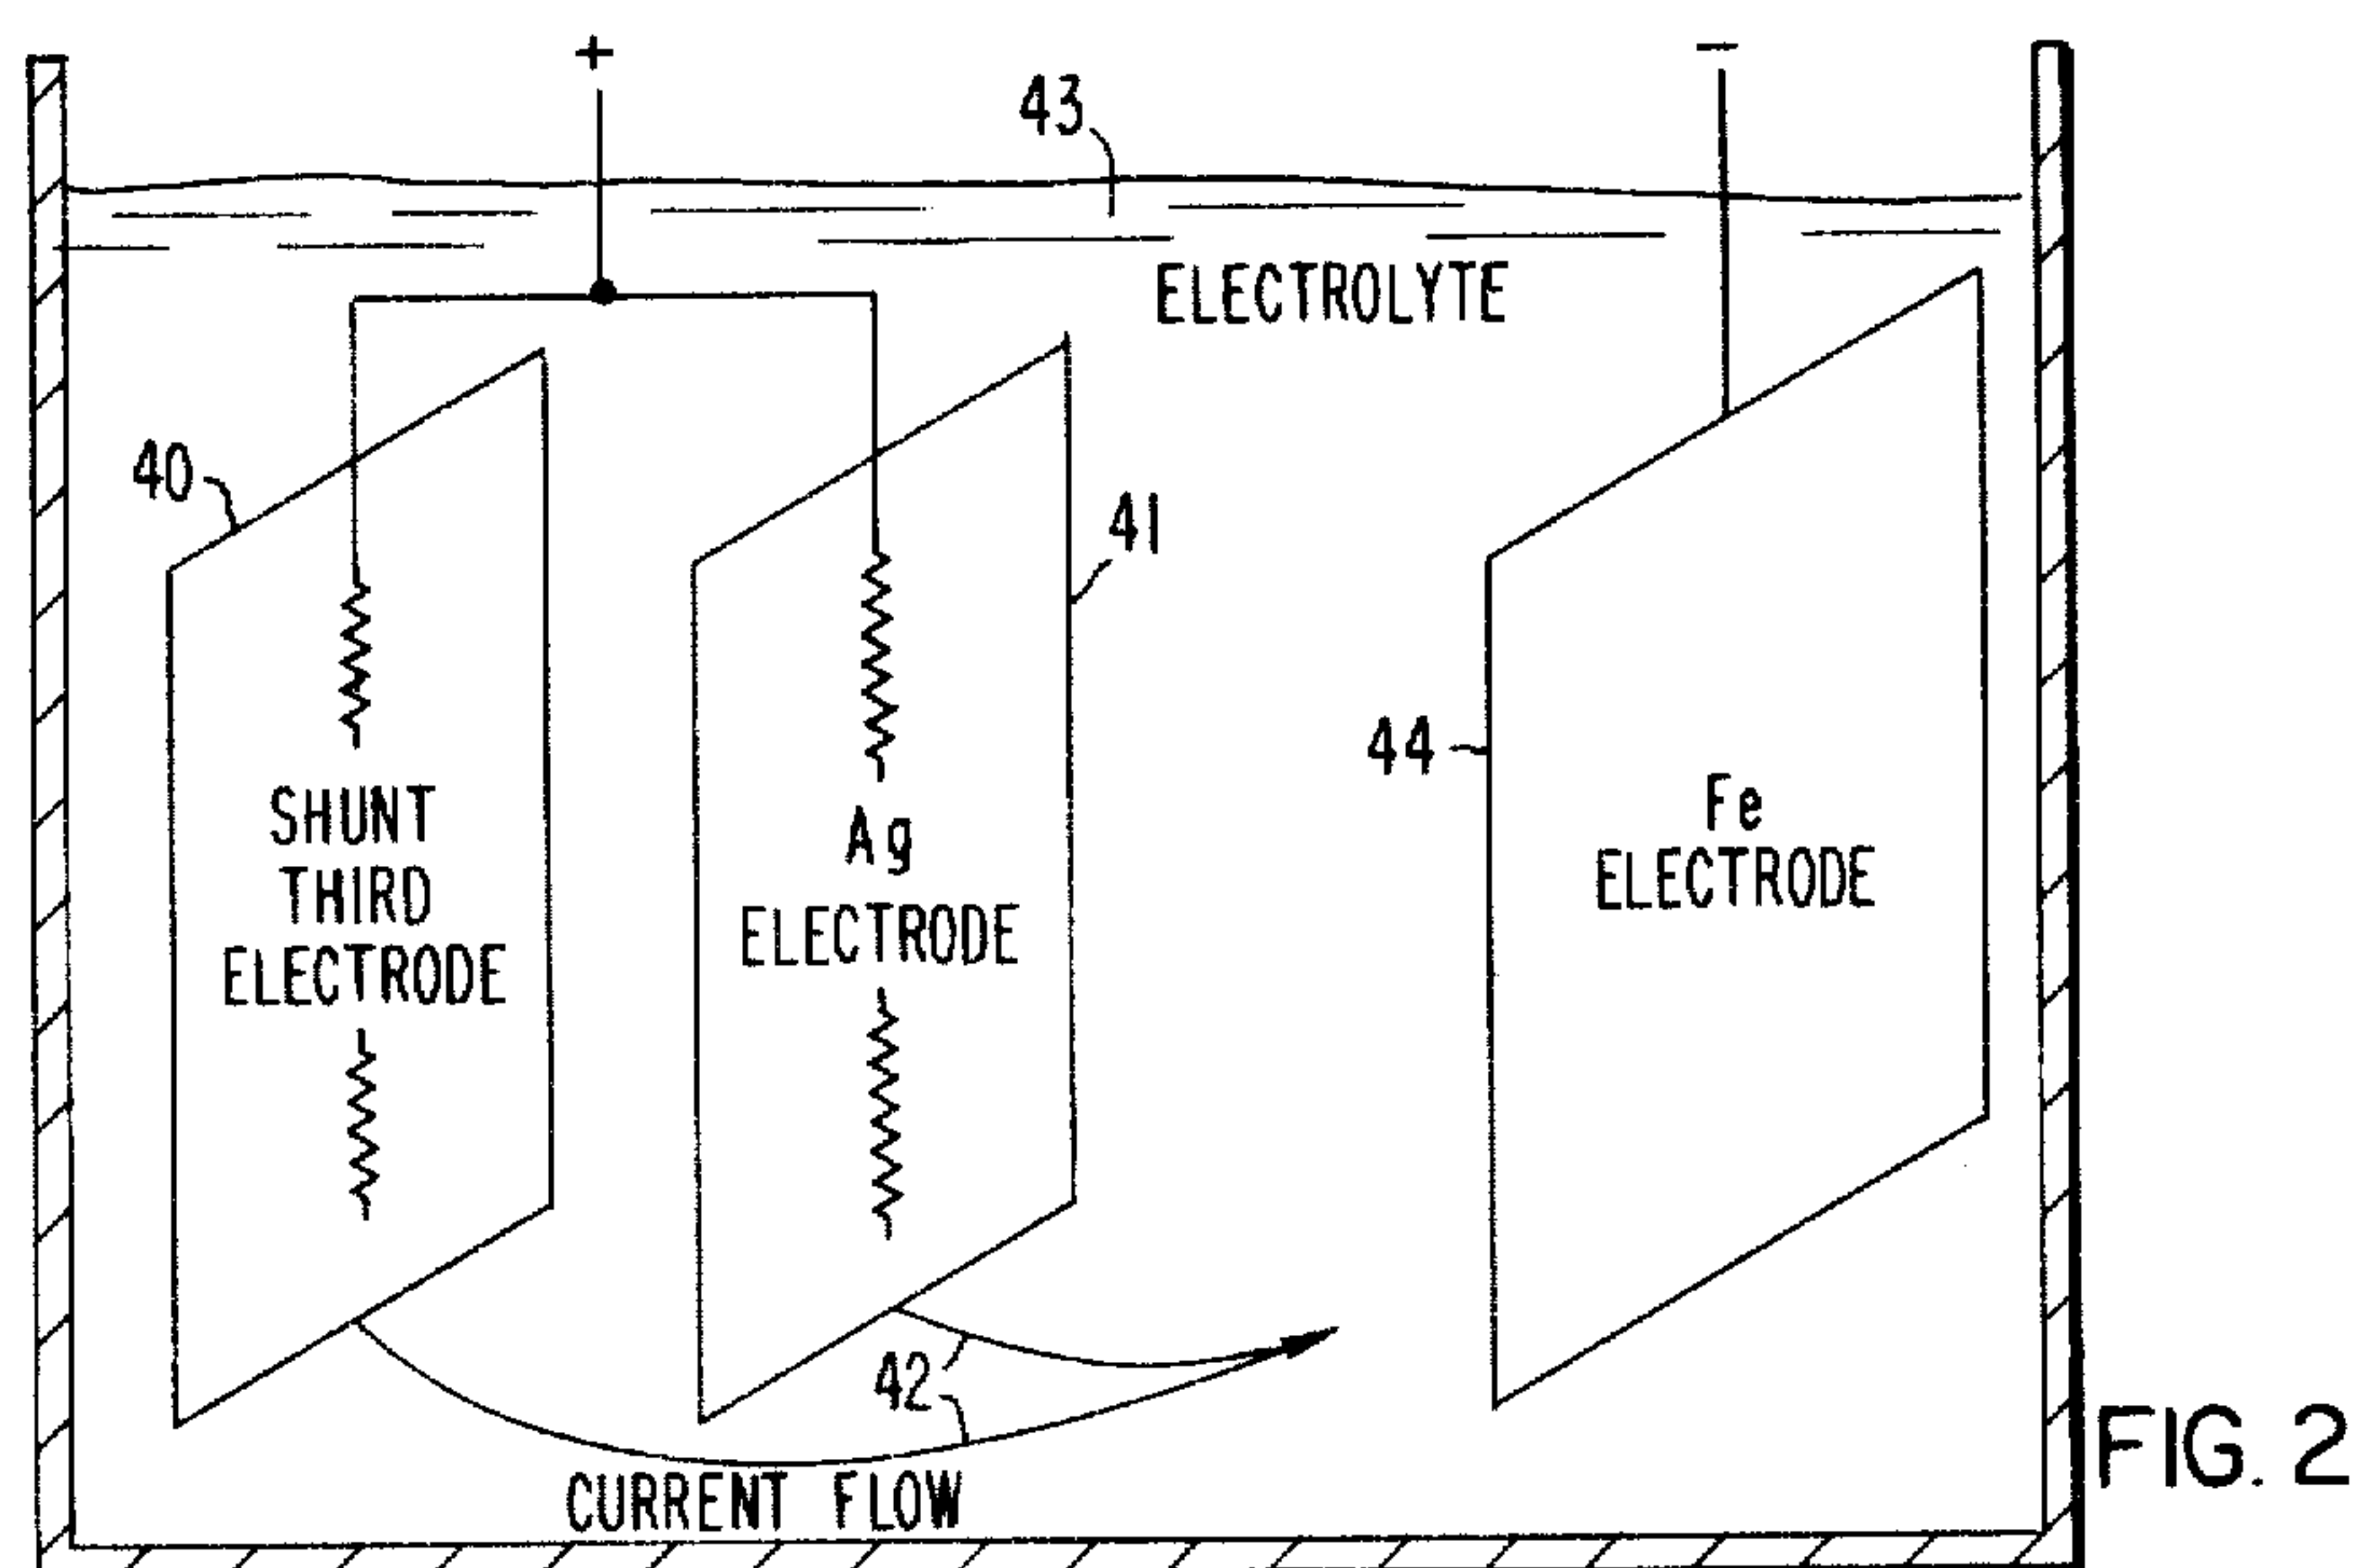 +
−
43
ELECTROLYTE
40
41
44
SHUNT
THIRD
ELECTRODE
Ag
ELECTRODE
Fe
ELECTRODE
42
CURRENT FLOW
FIG. 2